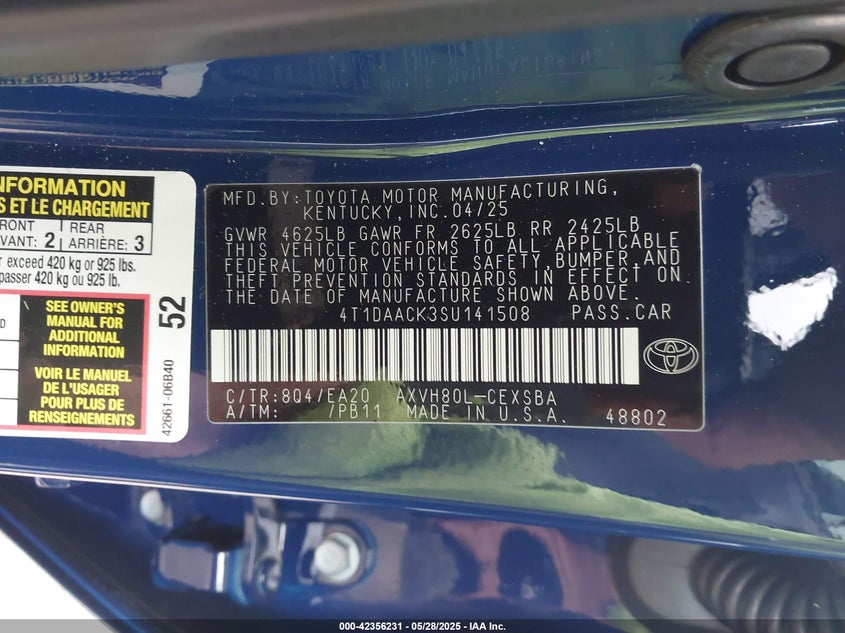 INFORMATION
S ET LE CHARGEMENT
FRONT
REAR
AVANT: 2
ARRIÈRE: 3
r exceed 420 kg or 925 lbs.
passer 420 kg ou 925 lb.
SEE OWNER'S
MANUAL FOR
ADDITIONAL
INFORMATION
VOIR LE MANUEL
DE L'USAGER
POUR PLUS DE
RENSEIGNEMENTS
52
42661-06B40
MFD.BY:TOYOTA MOTOR MANUFACTURING,
KENTUCKY,INC.04/25
GVWR 4625LB GAWR FR 2625LB RR 2425LB
THIS VEHICLE CONFORMS TO ALL APPLICABLE
FEDERAL MOTOR VEHICLE SAFETY, BUMPER,AND
THEFT PREVENTION STANDARDS IN EFFECT ON
THE DATE OF MANUFACTURE SHOWN ABOVE.
4T1DAACK3SU141508 PASS.CAR
C/TR:8Q4/EA20 AXVH80L-CEXSBA
A/TM: /PB11 MADE IN U.S.A. 48802
000-42356231 - 05/28/2025 - IAA Inc.